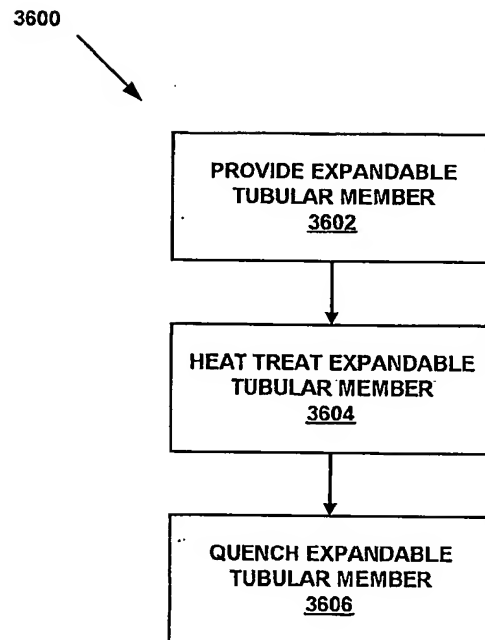 3600
PROVIDE EXPANDABLE
TUBULAR MEMBER
3602
HEAT TREAT EXPANDABLE
TUBULAR MEMBER
3604
QUENCH EXPANDABLE
TUBULAR MEMBER
3606